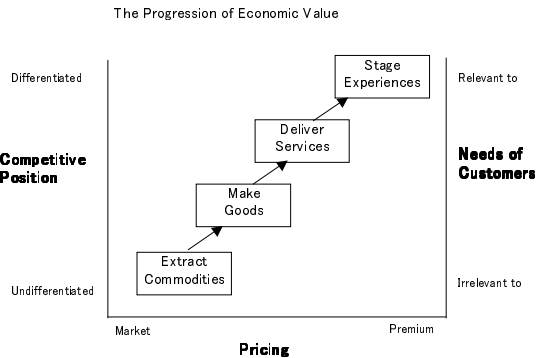 The Progression of Economic Value
Differentiated
Stage
Experiences
Relevant to
Deliver
Services
Competitive
Position
Needs of
Customers
Make
Goods
Extract
Commodities
Undifferentiated
Irrelevant to
Market
Premium
Pricing